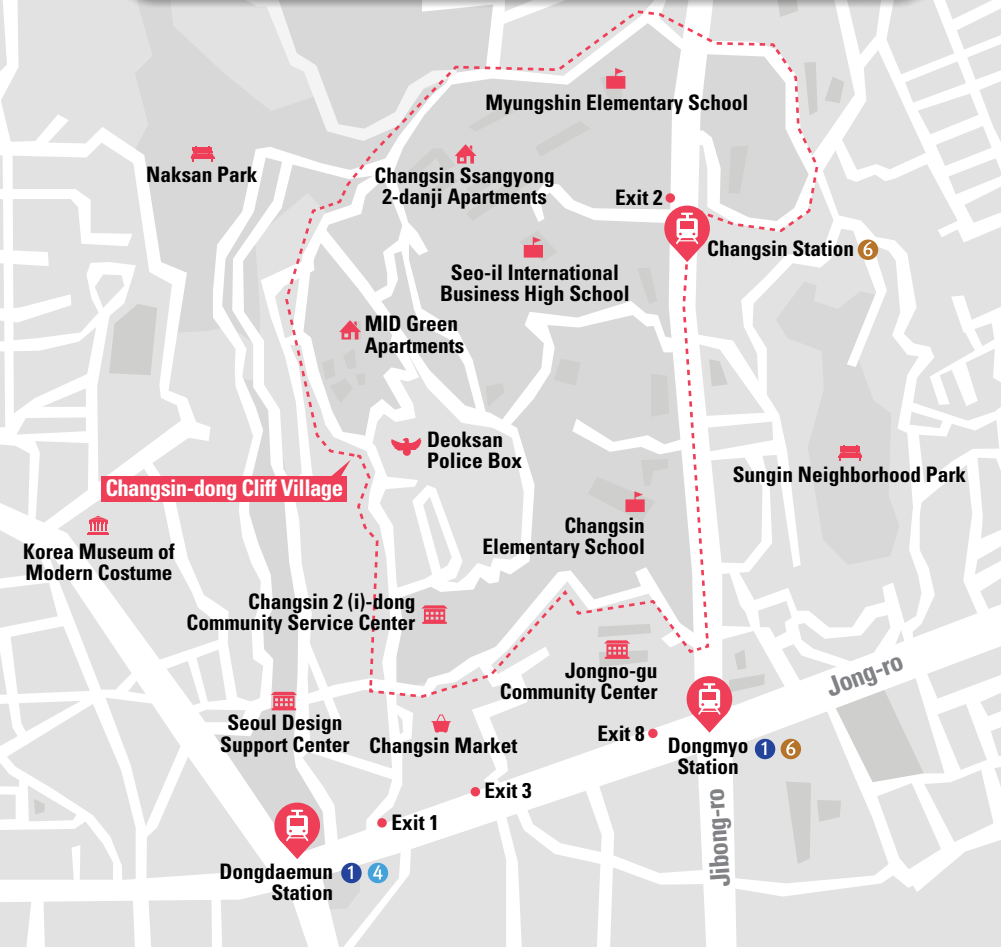 Myungshin Elementary School
Naksan Park
Changsin Ssangyong
2-danji Apartments
Exit 2
Changsin Station 6
Seo-il International
Business High School
MID Green
Apartments
Deoksan
Police Box
Sungin Neighborhood Park
Changsin-dong Cliff Village
Korea Museum of
Modern Costume
Changsin
Elementary School
Changsin 2 (i)-dong
Community Service Center
Jongno-gu
Community Center
Jong-ro
Seoul Design
Support Center
Changsin Market
Exit 8
Dongmyo
Station
1 6
Exit 3
Exit 1
Jibong-ro
Dongdaemun
Station
1 4